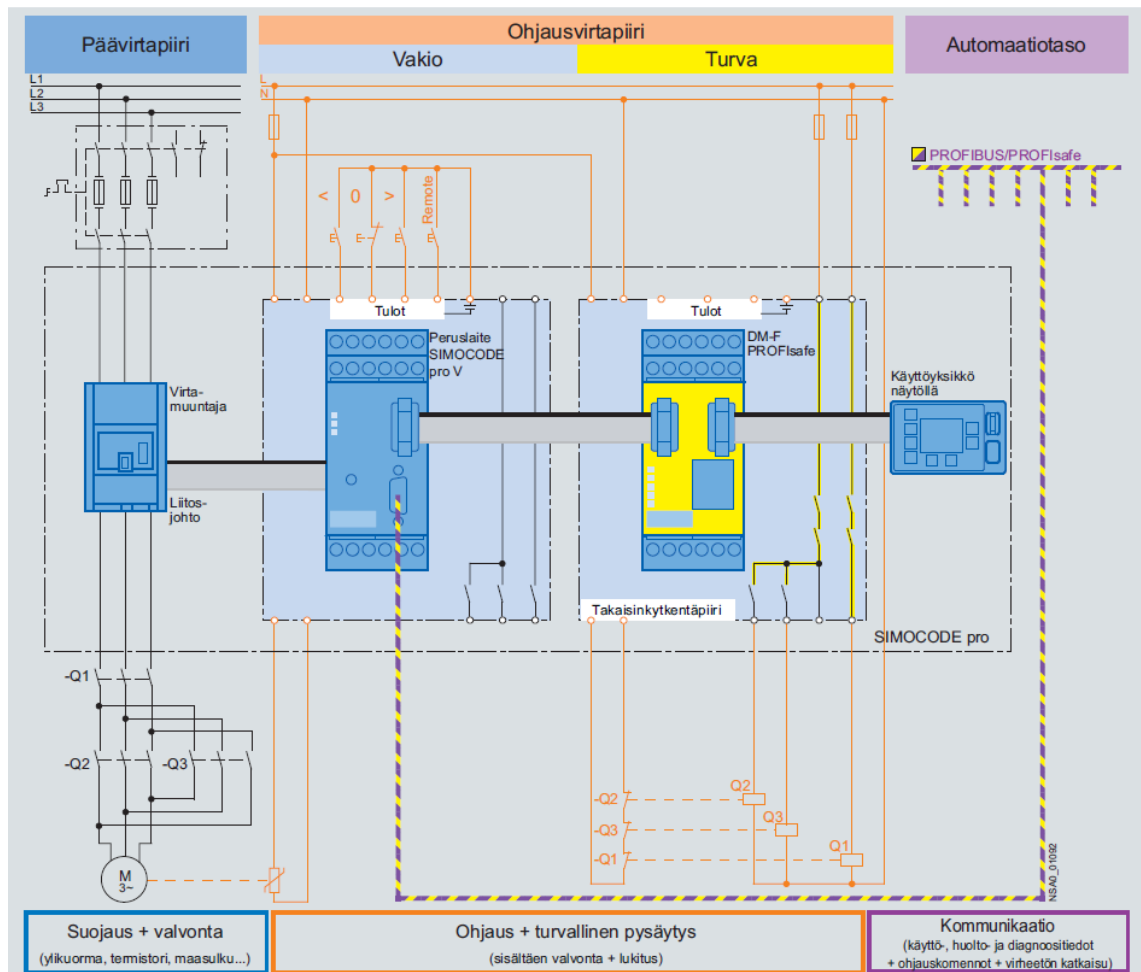 Päävirtapiiri
Ohjausvirtapiiri
Vakio
Turva
Automaatiotaso
L1
L2
L3
L
N
PROFIBUS/PROFIsafe
< 0 > Remote
Tulot
Peruslaite
SIMOCODE
pro V
Tulot
DM-F
PROFIsafe
Käyttöyksikkö
näytöllä
Virta-
muuntaja
Liitos-
johto
Takaisinkytkentäpiiri
SIMOCODE pro
-Q1
-Q2
-Q3
M
3~
-Q2
-Q3
-Q1
Q2
Q3
Q1
NSA0_01092
Suojaus + valvonta
(ylikuorma, termistori, maasulku...)
Ohjaus + turvallinen pysäytys
(sisältäen valvonta + lukitus)
Kommunikaatio
(käyttö-, huolto- ja diagnoositiedot
+ ohjauskomennot + virheetön katkaisu)